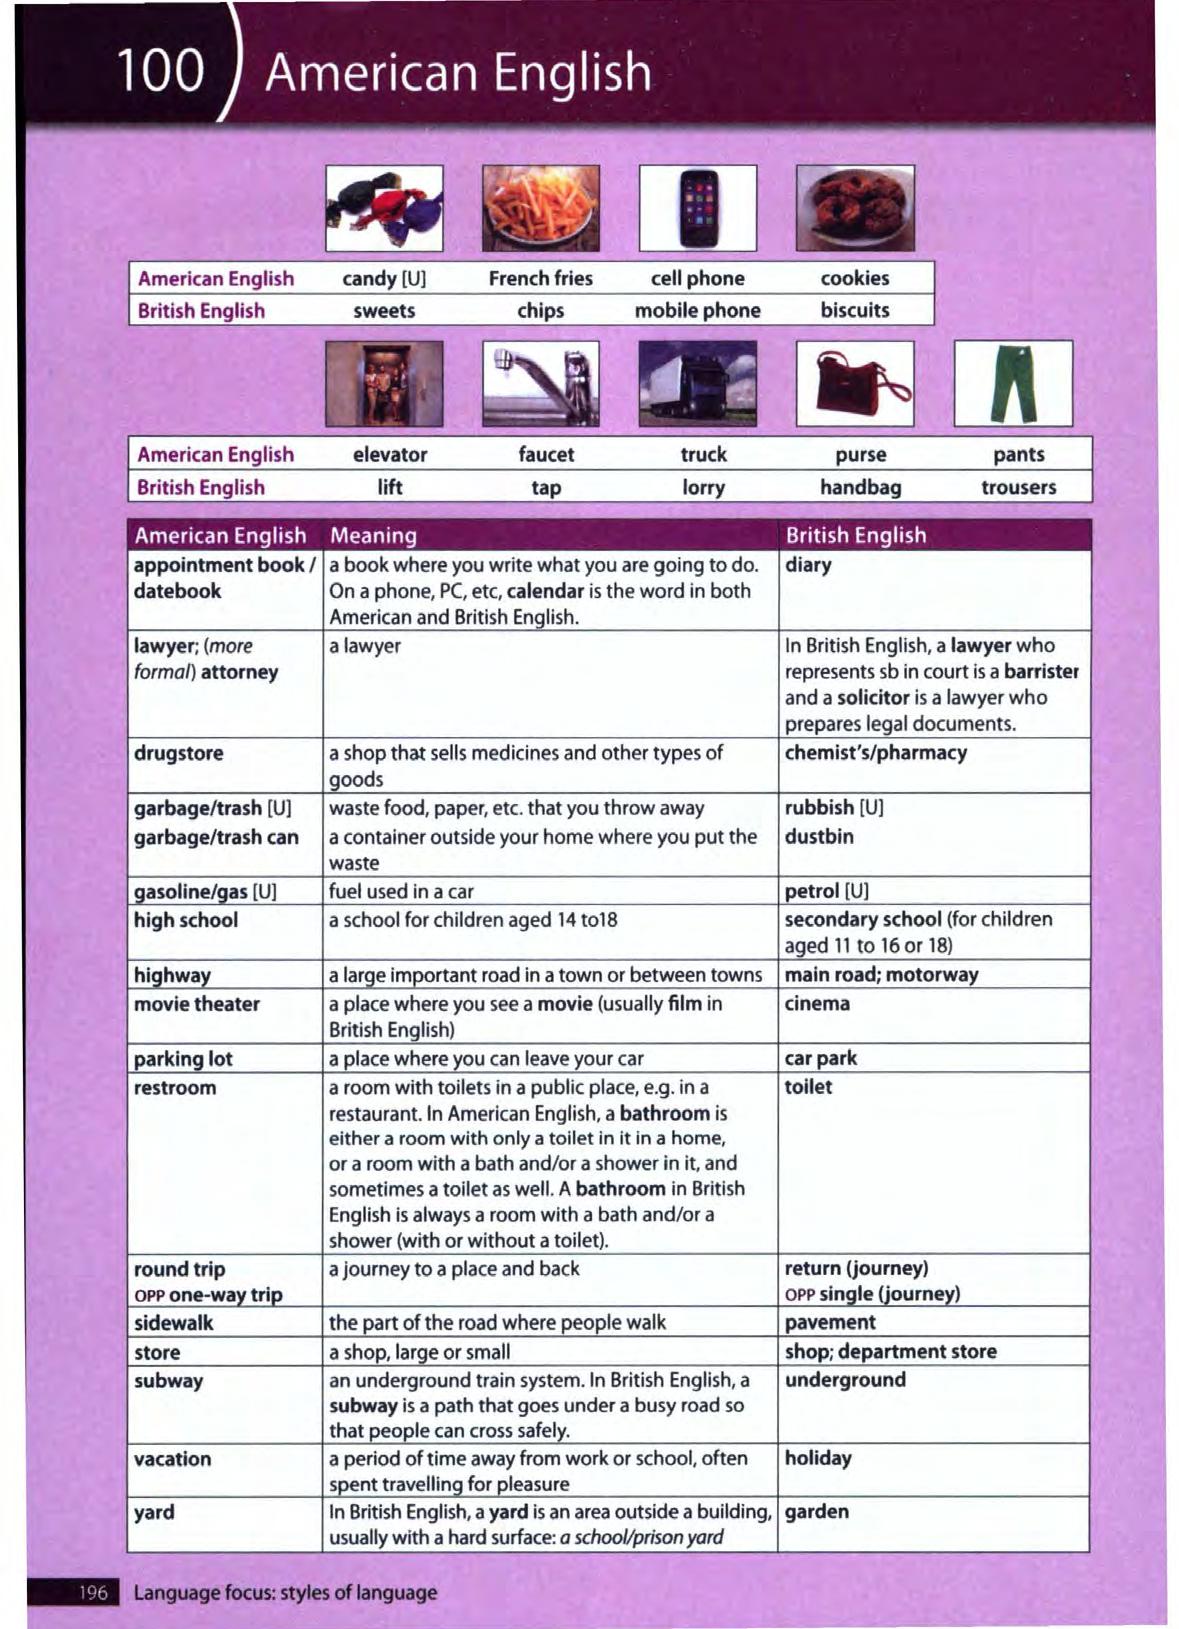 100 American English
American English candy [U] French fries cell phone cookies
British English sweets chips mobile phone biscuits
American English elevator faucet truck purse pants
British English lift tap lorry handbag trousers
American English Meaning British English
appointment book / a book where you write what you are going to do. diary
datebook On a phone, PC, etc, calendar is the word in both
American and British English.
lawyer; (more a lawyer In British English, a lawyer who
formal) attorney represents sb in court is a barrister
and a solicitor is a lawyer who
prepares legal documents.
drugstore a shop that sells medicines and other types of chemist's/pharmacy
goods
garbage/trash [U] waste food, paper, etc. that you throw away rubbish [U]
garbage/trash can a container outside your home where you put the dustbin
waste
gasoline/gas [U] fuel used in a car petrol [U]
high school a school for children aged 14 to18 secondary school (for children
aged 11 to 16 or 18)
highway a large important road in a town or between towns main road; motorway
movie theater a place where you see a movie (usually film in cinema
British English)
parking lot a place where you can leave your car car park
restroom a room with toilets in a public place, e.g. in a toilet
restaurant. In American English, a bathroom is
either a room with only a toilet in it in a home,
or a room with a bath and/or a shower in it, and
sometimes a toilet as well. A bathroom in British
English is always a room with a bath and/or a
shower (with or without a toilet).
round trip a journey to a place and back return (journey)
OPP one-way trip OPP single (journey)
sidewalk the part of the road where people walk pavement
store a shop, large or small shop; department store
subway an underground train system. In British English, a underground
subway is a path that goes under a busy road so
that people can cross safely.
vacation a period of time away from work or school, often holiday
spent travelling for pleasure
yard In British English, a yard is an area outside a building, garden
usually with a hard surface: a school/prison yard
196 Language focus: styles of language